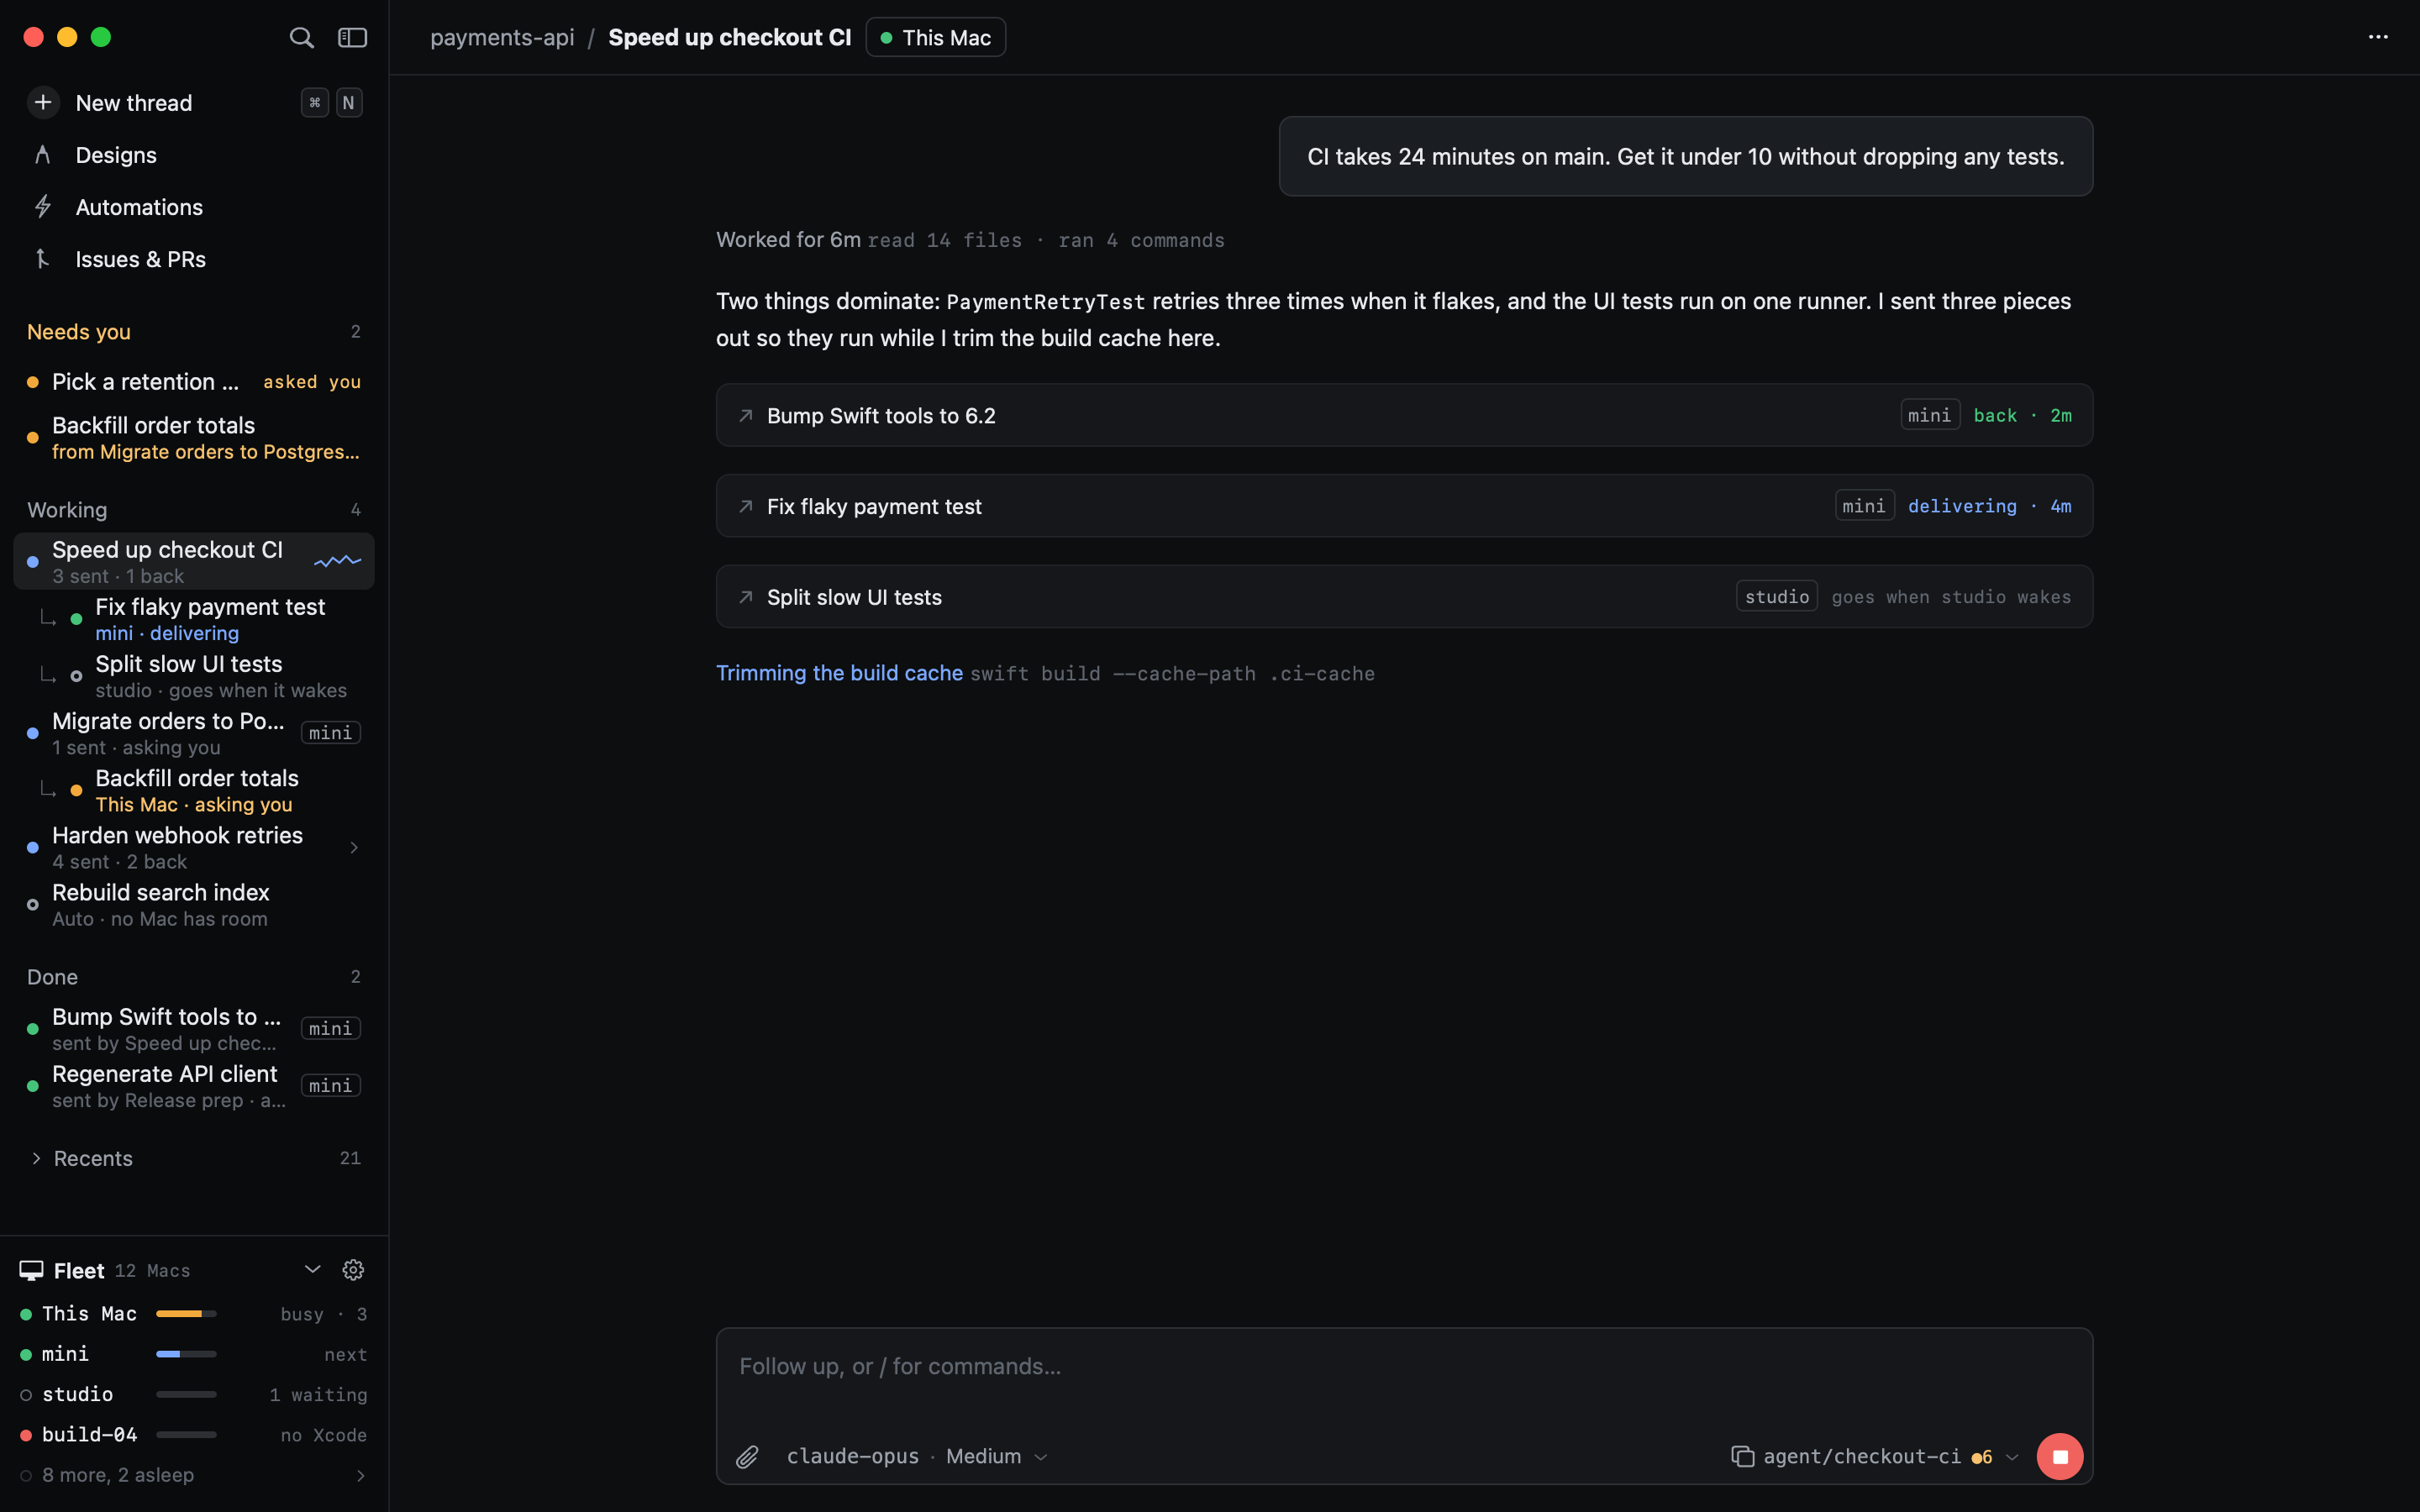 New thread ⌘ N
Designs
Automations
Issues & PRs
Needs you 2
Pick a retention ... asked you
Backfill order totals
from Migrate orders to Postgres...
Working 4
Speed up checkout CI
3 sent · 1 back
Fix flaky payment test
mini · delivering
Split slow UI tests
studio · goes when it wakes
Migrate orders to Po... mini
1 sent · asking you
Backfill order totals
This Mac · asking you
Harden webhook retries
4 sent · 2 back
Rebuild search index
Auto · no Mac has room
Done 2
Bump Swift tools to ... mini
sent by Speed up chec...
Regenerate API client mini
sent by Release prep · a...
Recents 21
Fleet 12 Macs
This Mac busy · 3
mini next
studio 1 waiting
build-04 no Xcode
8 more, 2 asleep
payments-api / Speed up checkout CI This Mac
CI takes 24 minutes on main. Get it under 10 without dropping any tests.
Worked for 6m read 14 files · ran 4 commands
Two things dominate: PaymentRetryTest retries three times when it flakes, and the UI tests run on one runner. I sent three pieces
out so they run while I trim the build cache here.
Bump Swift tools to 6.2 mini back · 2m
Fix flaky payment test mini delivering · 4m
Split slow UI tests studio goes when studio wakes
Trimming the build cache swift build --cache-path .ci-cache
Follow up, or / for commands...
claude-opus · Medium agent/checkout-ci 6